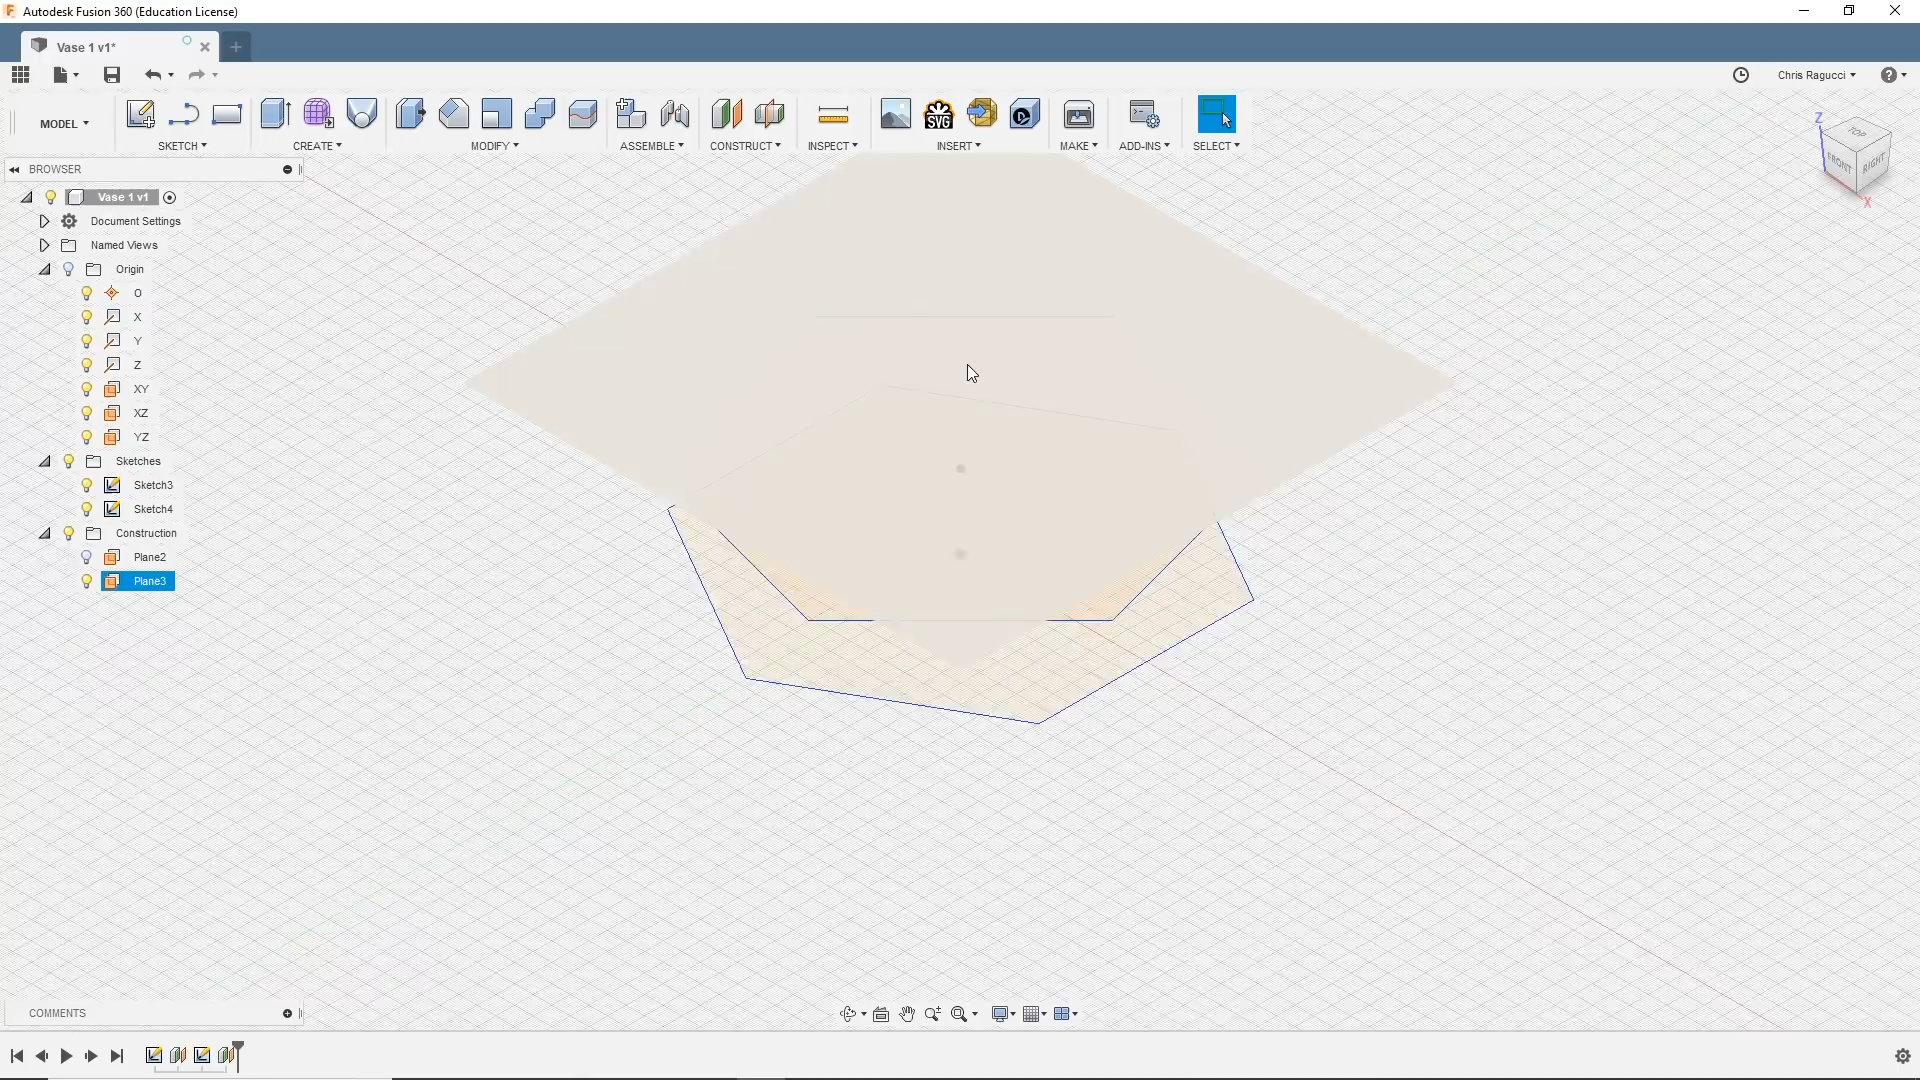 Autodesk Fusion 360 (Education License)
Vase 1 v1*
Chris Ragucci
MODEL
SKETCH
CREATE
MODIFY
ASSEMBLE
CONSTRUCT
INSPECT
SVG
INSERT
MAKE
ADD-INS
SELECT
Z
TOP
FRONT
RIGHT
X
BROWSER
Vase 1 v1
Document Settings
Named Views
Origin
O
X
Y
Z
XY
XZ
YZ
Sketches
Sketch3
Sketch4
Construction
Plane2
Plane3
COMMENTS